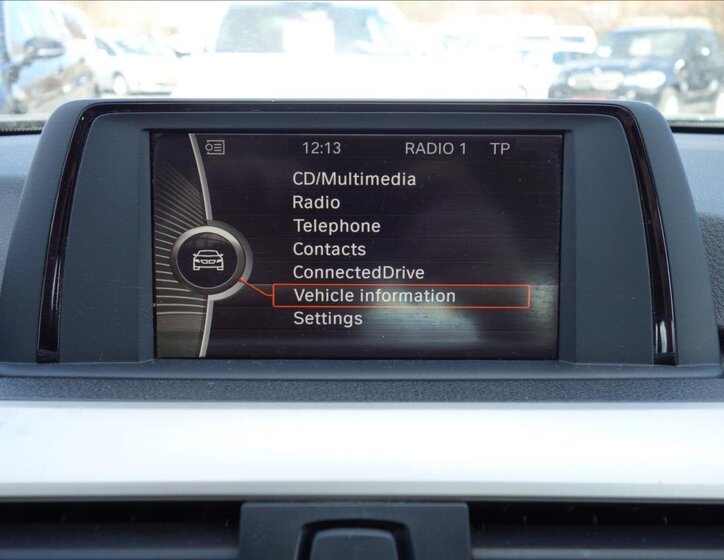 12:13 RADIO 1 TP
CD/Multimedia
Radio
Telephone
Contacts
ConnectedDrive
Vehicle information
Settings